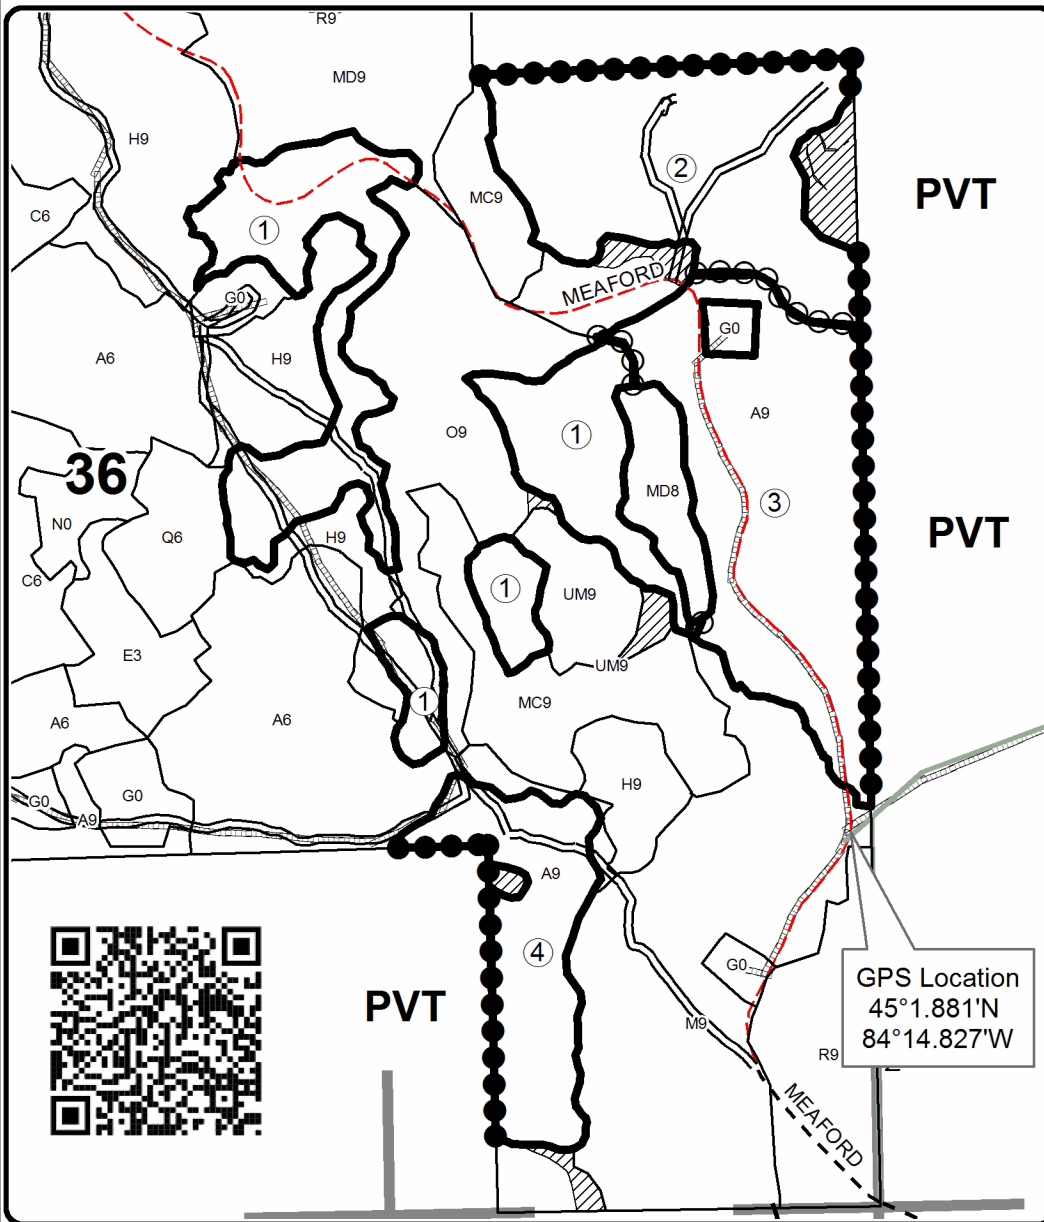 R9
MD9
H9
C6
MC9
2
PVT
1
G0
MEAFORD
G0
A6
H9
A9
O9
1
36
MD8
3
N0
Q6
H9
PVT
C6
1
UM9
E3
UM9
A6
A6
1
MC9
H9
G0
G0
A9
A9
4
G0
PVT
GPS Location
45°1.881'N
84°14.827'W
M9
R9
MEAFORD